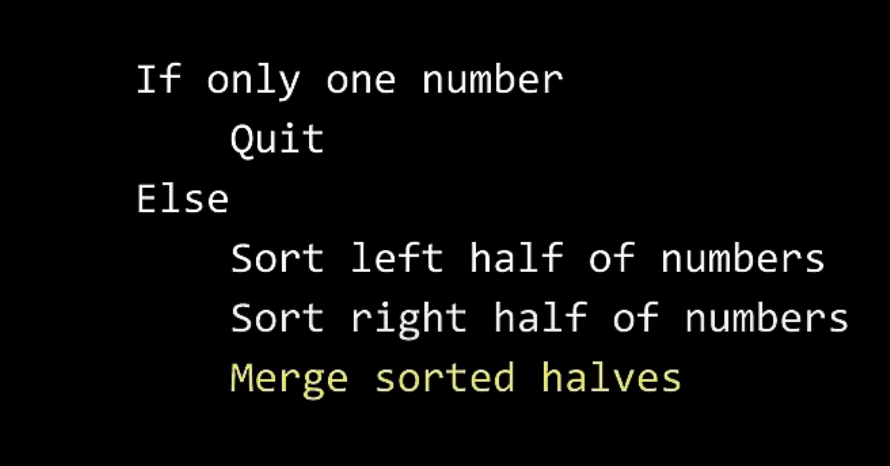 If only one number
Quit
Else
Sort left half of numbers
Sort right half of numbers
Merge sorted halves